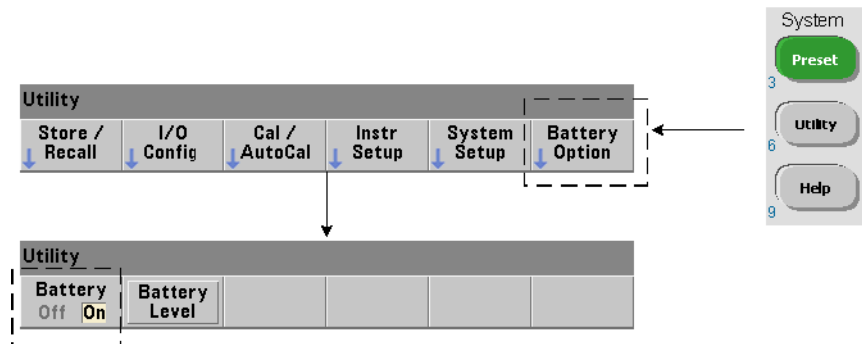 System
Preset
3
Utility
6
Help
9
Utility
Store / Recall
I/O Config
Cal / AutoCal
Instr Setup
System Setup
Battery Option
Utility
Battery
Off On
Battery Level